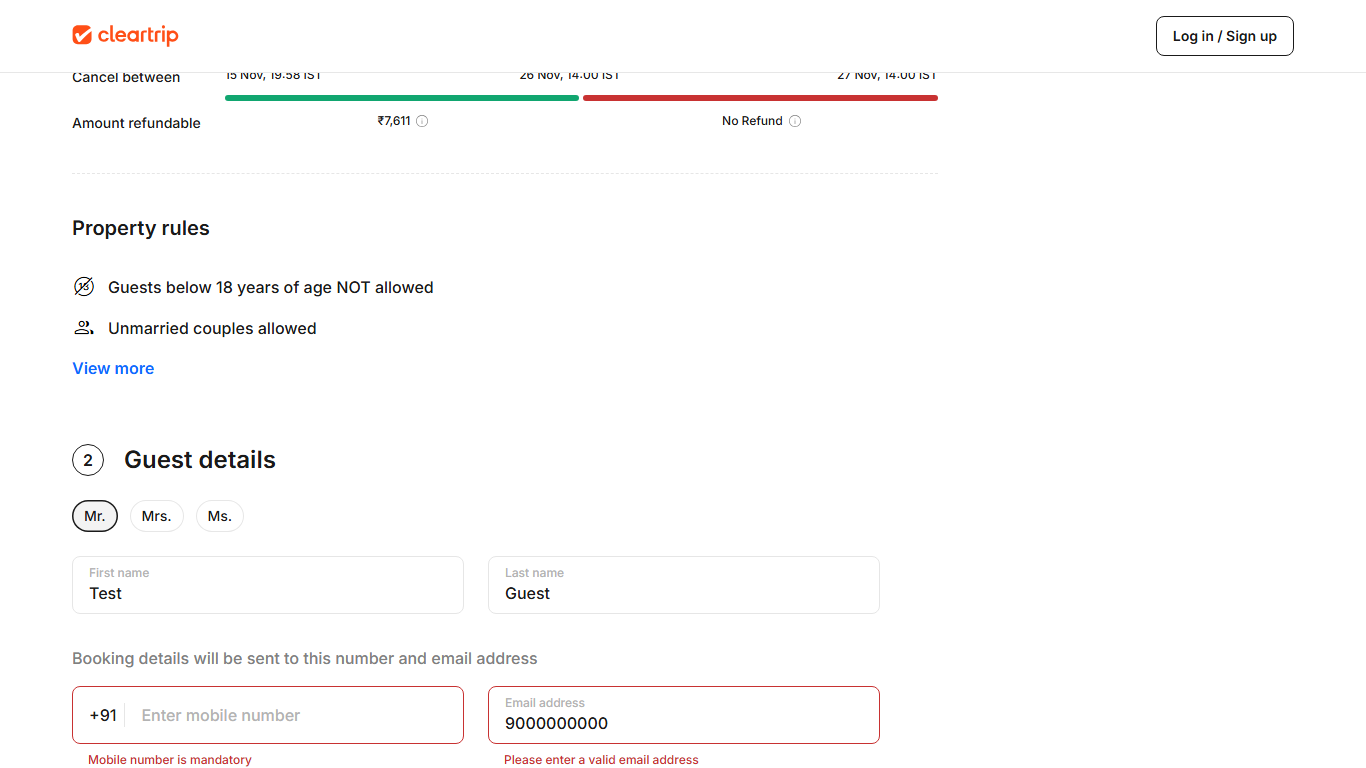 cleartrip
Log in / Sign up
Cancel between 15 Nov, 19:58 IST 26 Nov, 14:00 IST 27 Nov, 14:00 IST
Amount refundable ₹7,611 No Refund
Property rules
18 Guests below 18 years of age NOT allowed
Unmarried couples allowed
View more
2 Guest details
Mr. Mrs. Ms.
First name Last name
Test Guest
Booking details will be sent to this number and email address
Email address
+91 Enter mobile number 9000000000
Mobile number is mandatory Please enter a valid email address